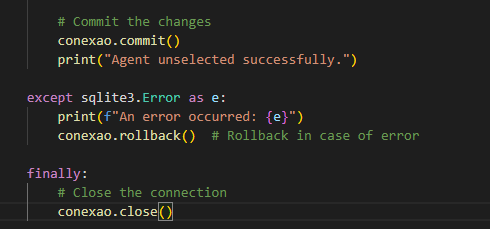 # Commit the changes
conexao.commit()
print("Agent unselected successfully.")
except sqlite3.Error as e:
print(f"An error occurred: {e}")
conexao.rollback()  # Rollback in case of error
finally:
# Close the connection
conexao.close()